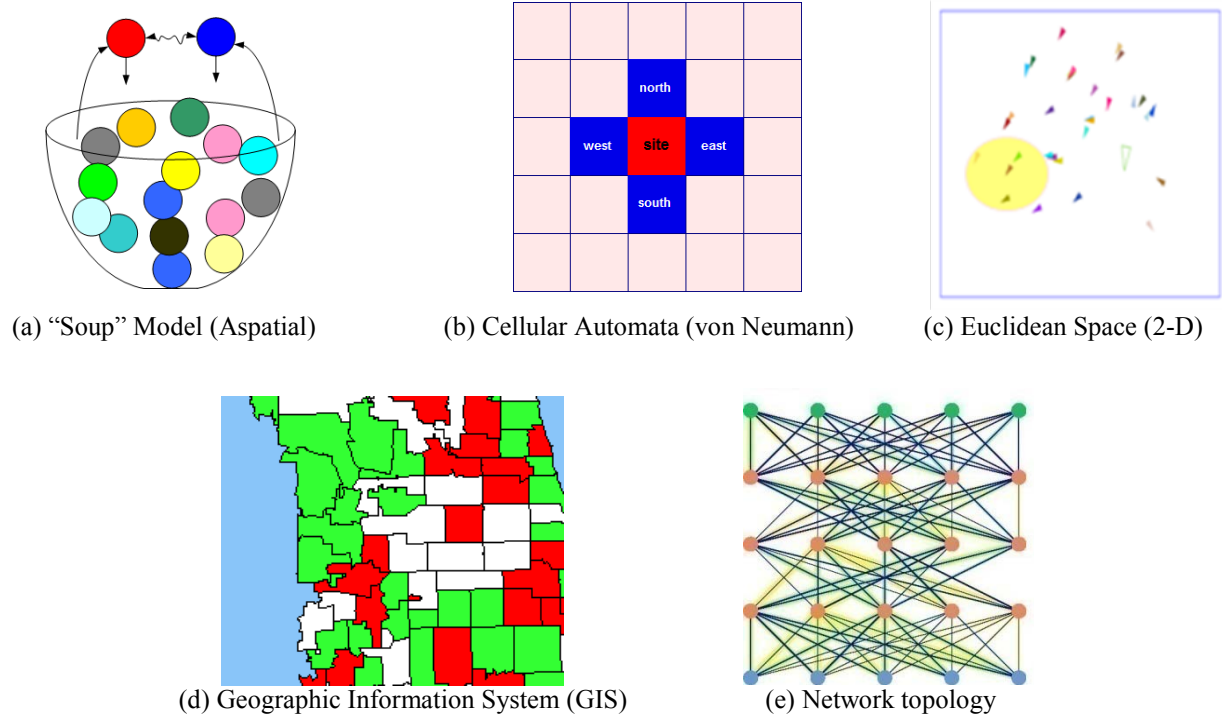 north
west site east
south
(a) “Soup” Model (Aspatial)
(b) Cellular Automata (von Neumann)
(c) Euclidean Space (2-D)
(d) Geographic Information System (GIS)
(e) Network topology